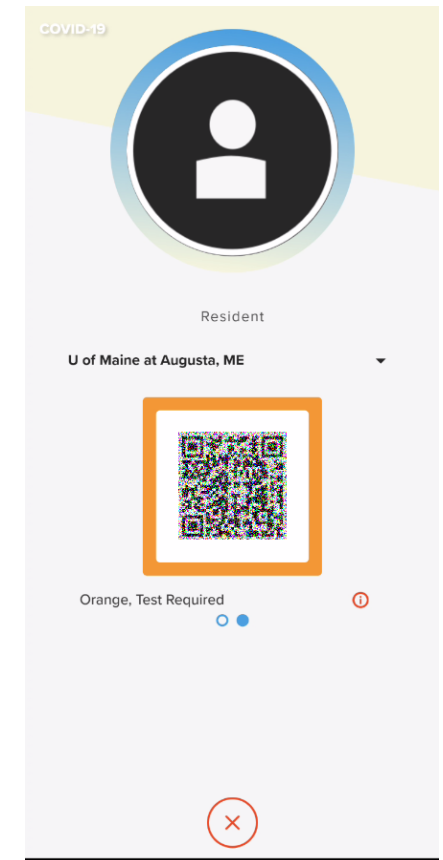 COVID-19
Resident
U of Maine at Augusta, ME
Orange, Test Required